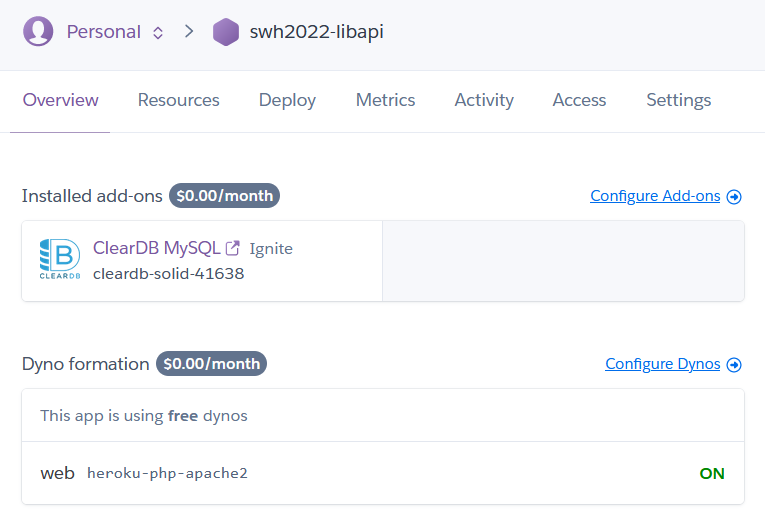 Personal swh2022-libapi
Overview Resources Deploy Metrics Activity Access Settings
Installed add-ons $0.00/month Configure Add-ons
B
CLEARDB
ClearDB MySQL Ignite
cleardb-solid-41638
Dyno formation $0.00/month Configure Dynos
This app is using free dynos
web heroku-php-apache2 ON